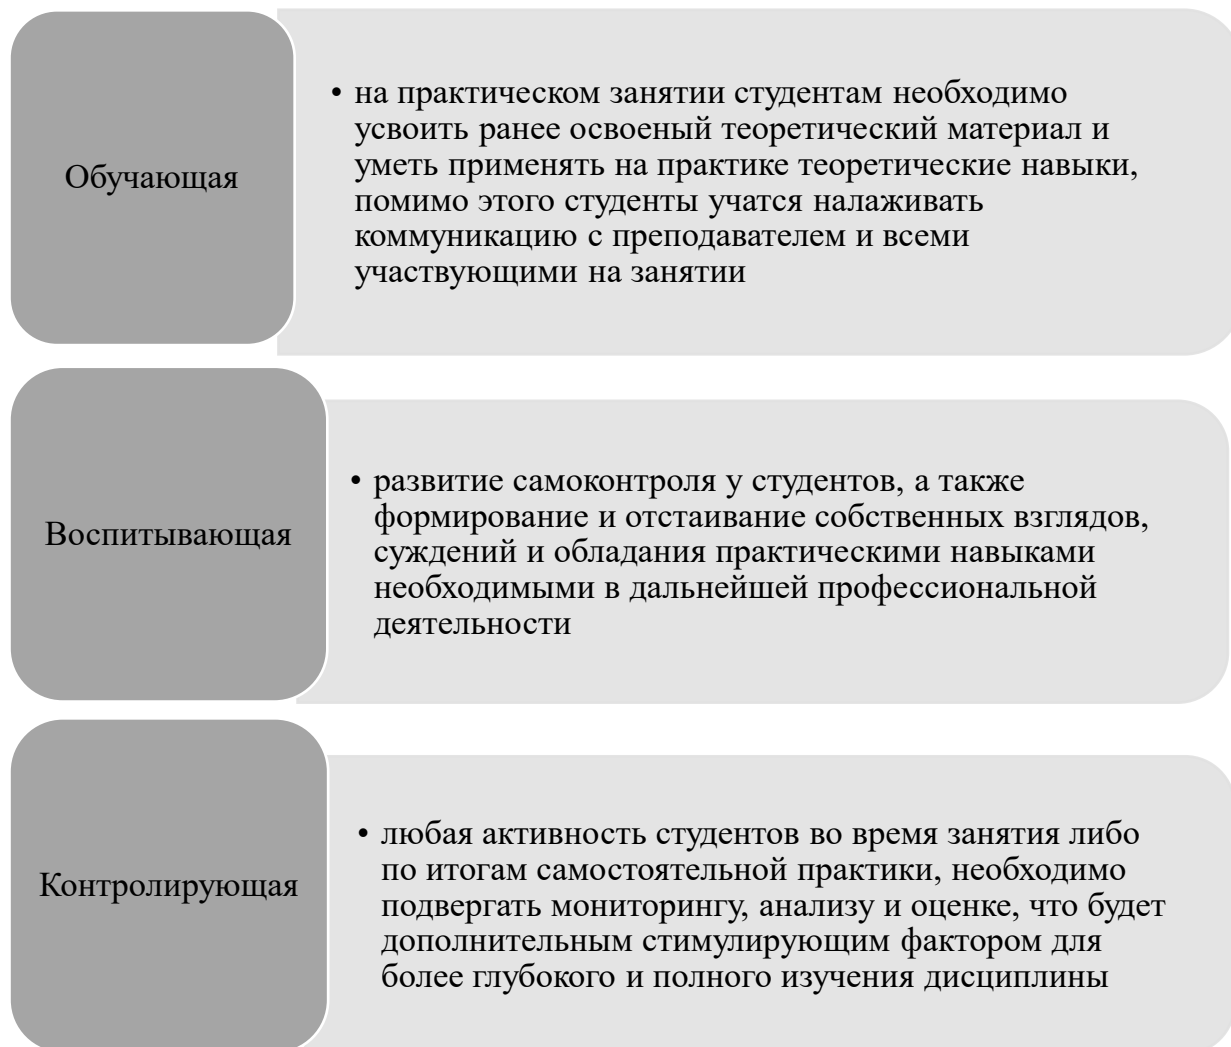 Обучающая
• на практическом занятии студентам необходимо
усвоить ранее освоеный теоретический материал и
уметь применять на практике теоретические навыки,
помимо этого студенты учатся налаживать
коммуникацию с преподавателем и всеми
участвующими на занятии
Воспитывающая
• развитие самоконтроля у студентов, а также
формирование и отстаивание собственных взглядов,
суждений и обладания практическими навыками
необходимыми в дальнейшей профессиональной
деятельности
Контролирующая
• любая активность студентов во время занятия либо
по итогам самостоятельной практики, необходимо
подвергать мониторингу, анализу и оценке, что будет
дополнительным стимулирующим фактором для
более глубокого и полного изучения дисциплины